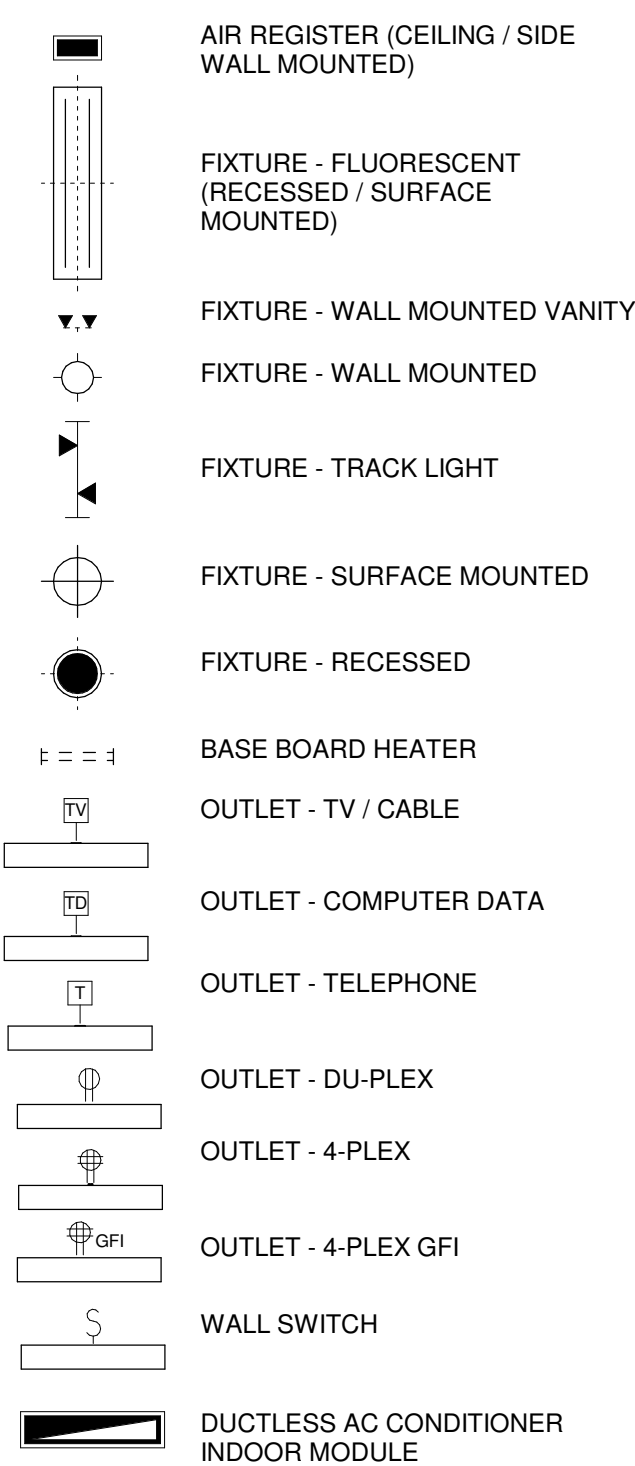 AIR REGISTER (CEILING / SIDE
WALL MOUNTED)
FIXTURE - FLUORESCENT
(RECESSED / SURFACE
MOUNTED)
FIXTURE - WALL MOUNTED VANITY
FIXTURE - WALL MOUNTED
FIXTURE - TRACK LIGHT
FIXTURE - SURFACE MOUNTED
FIXTURE - RECESSED
BASE BOARD HEATER
TV OUTLET - TV / CABLE
TD OUTLET - COMPUTER DATA
T OUTLET - TELEPHONE
OUTLET - DU-PLEX
OUTLET - 4-PLEX
GFI OUTLET - 4-PLEX GFI
S WALL SWITCH
DUCTLESS AC CONDITIONER
INDOOR MODULE